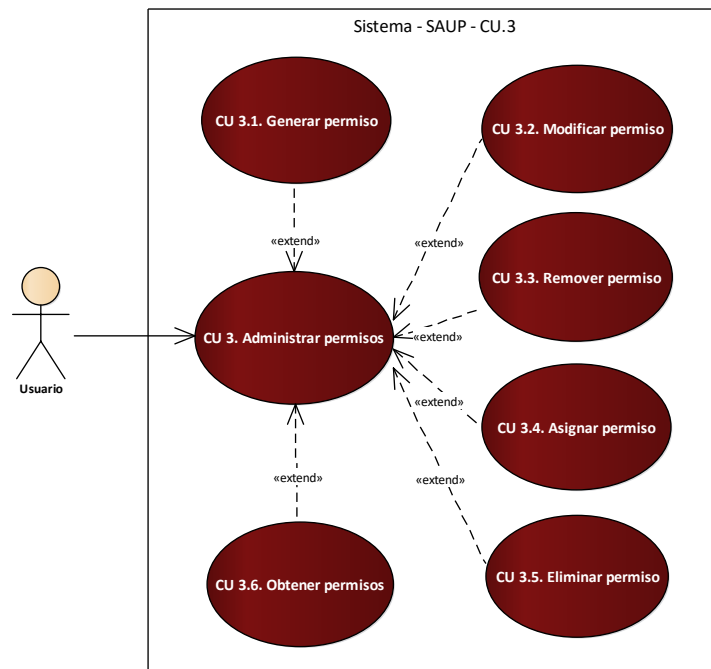 Sistema - SAUP - CU.3
CU 3.1. Generar permiso
CU 3.2. Modificar permiso
«extend»
«extend»
CU 3.3. Remover permiso
CU 3. Administrar permisos
«extend»
Usuario
«extend»
CU 3.4. Asignar permiso
«extend»
«extend»
CU 3.6. Obtener permisos
CU 3.5. Eliminar permiso